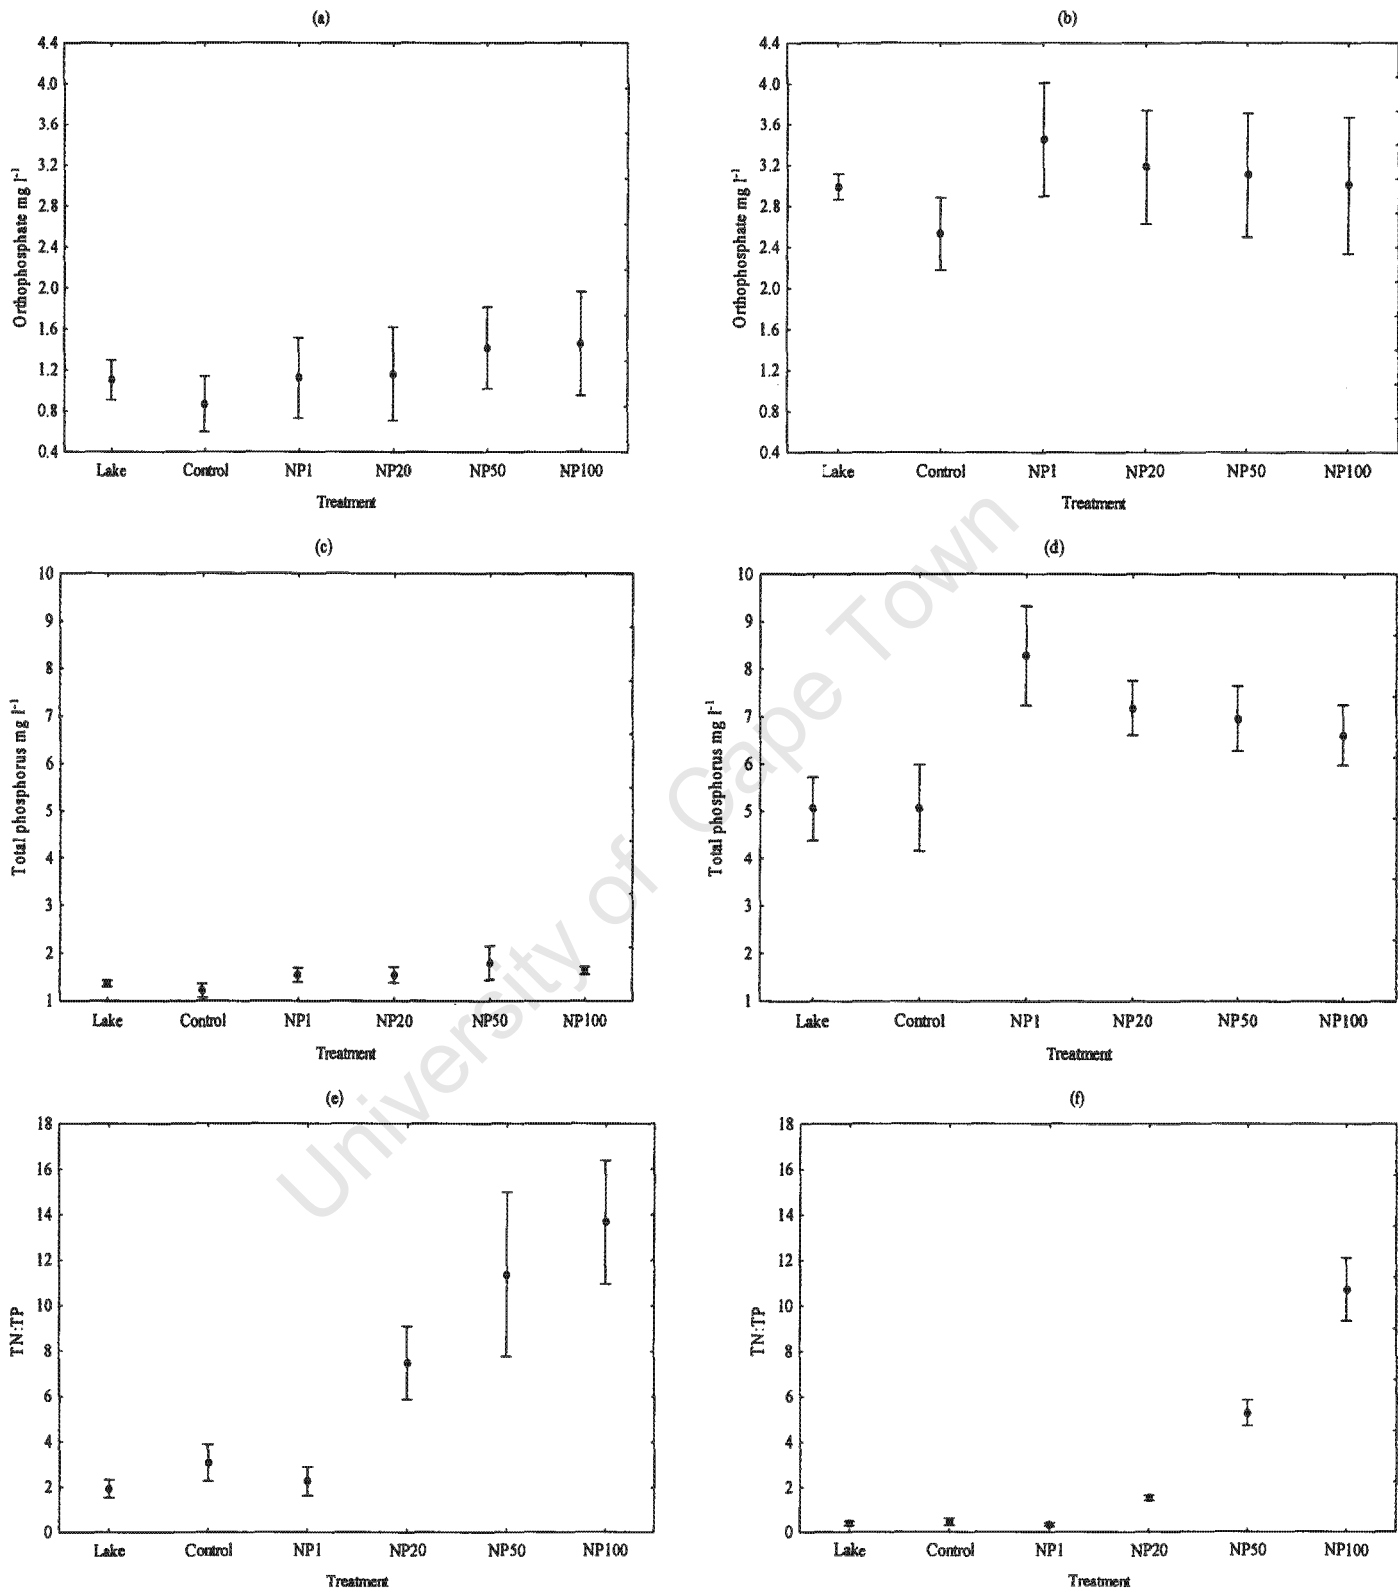 (a)
4.4
4.0
3.6
3.2
2.8
2.4
2.0
1.6
1.2
0.8
0.4
Orthophosphate mg l⁻¹
Lake Control NP1 NP20 NP50 NP100
Treatment
(b)
4.4
4.0
3.6
3.2
2.8
2.4
2.0
1.6
1.2
0.8
0.4
Orthophosphate mg l⁻¹
Lake Control NP1 NP20 NP50 NP100
Treatment
(c)
10
9
8
7
6
5
4
3
2
1
Total phosphorus mg l⁻¹
Lake Control NP1 NP20 NP50 NP100
Treatment
(d)
10
9
8
7
6
5
4
3
2
1
Total phosphorus mg l⁻¹
Lake Control NP1 NP20 NP50 NP100
Treatment
(e)
18
16
14
12
10
8
6
4
2
0
TN:TP
Lake Control NP1 NP20 NP50 NP100
Treatment
(f)
18
16
14
12
10
8
6
4
2
0
TN:TP
Lake Control NP1 NP20 NP50 NP100
Treatment
University of Cape Town